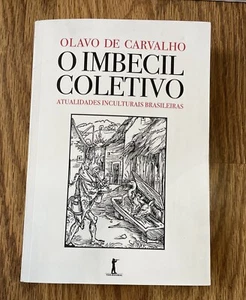 OLAVO DE CARVALHO
O IMBECIL
COLETIVO
ATUALIDADES INCULTURAIS BRASILEIRAS